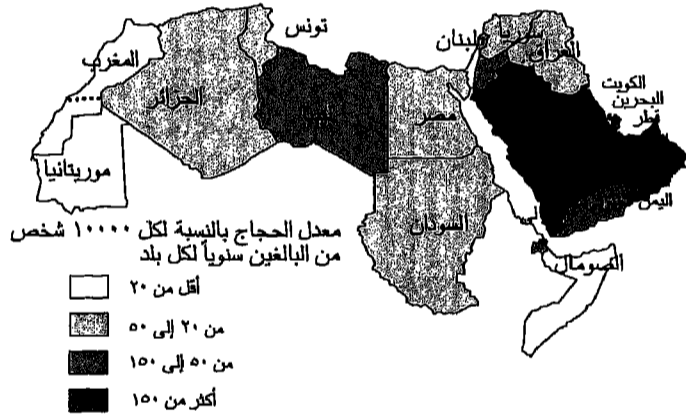 تونس
المغرب
لبنان
سوريا
العراق
الجزائر
الكويت
البحرين
قطر
مصر
موريتانيا
اليمن
السودان
الصومال
معدل الحجاج بالنسبة لكل ١٠٠٠٠ شخص
من البالغين سنوياً لكل بلد
أقل من ٢٠
من ٢٠ إلى ٥٠
من ٥٠ إلى ١٥٠
أكثر من ١٥٠